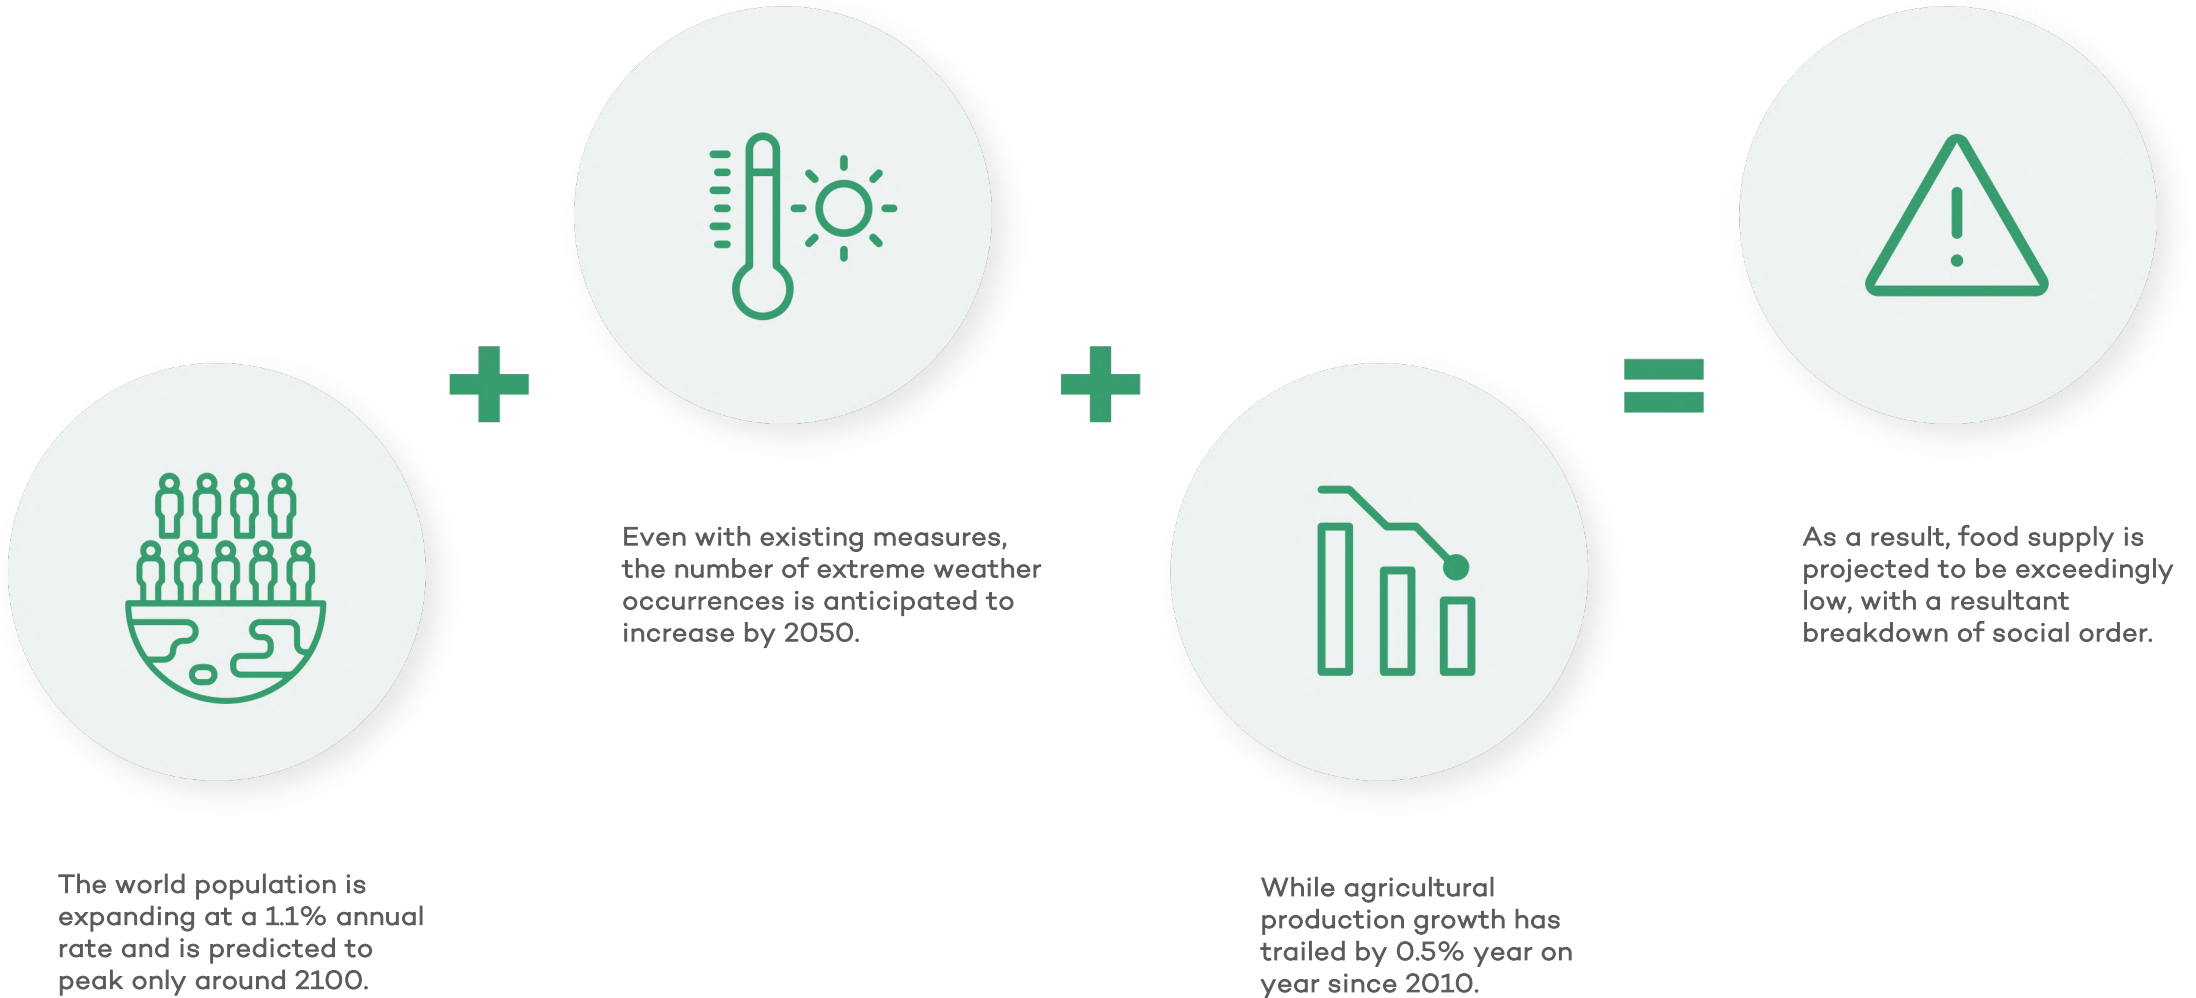 The world population is
expanding at a 1.1% annual
rate and is predicted to
peak only around 2100.
Even with existing measures,
the number of extreme weather
occurrences is anticipated to
increase by 2050.
While agricultural
production growth has
trailed by 0.5% year on
year since 2010.
As a result, food supply is
projected to be exceedingly
low, with a resultant
breakdown of social order.